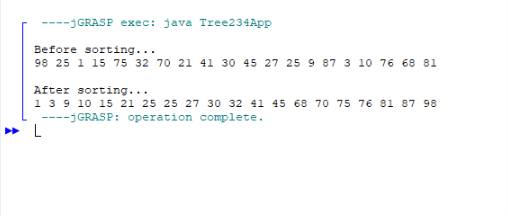 ----jGRASP exec: java Tree234App
Before sorting...
98 25 1 15 75 32 70 21 41 30 45 27 25 9 87 3 10 76 68 81
After sorting...
1 3 9 10 15 21 25 25 27 30 32 41 45 68 70 75 76 81 87 98
----jGRASP: operation complete.